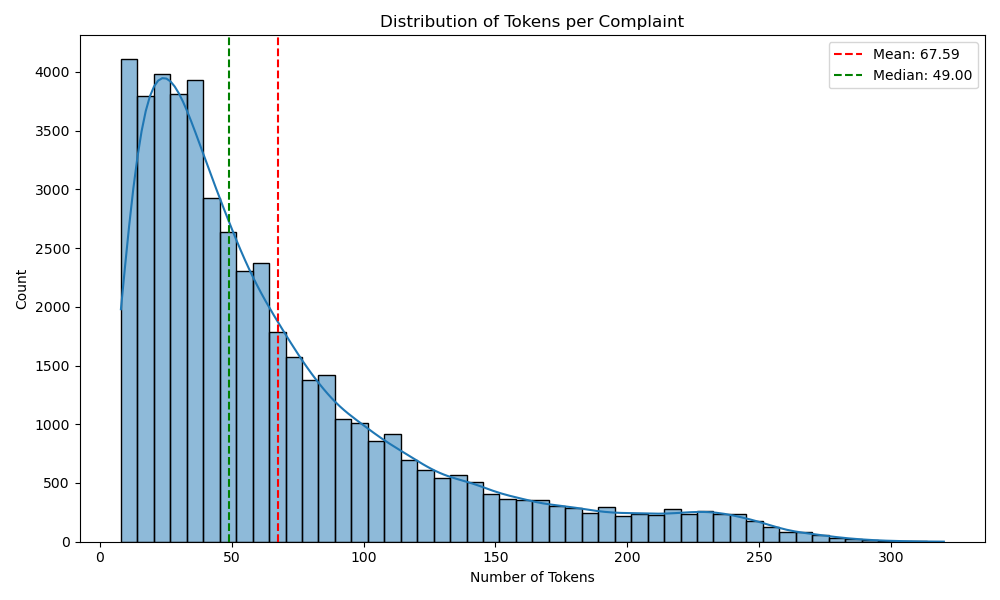 Distribution of Tokens per Complaint
Mean: 67.59
Median: 49.00
4000
3500
3000
2500
2000
1500
1000
500
0
Count
0 50 100 150 200 250 300
Number of Tokens